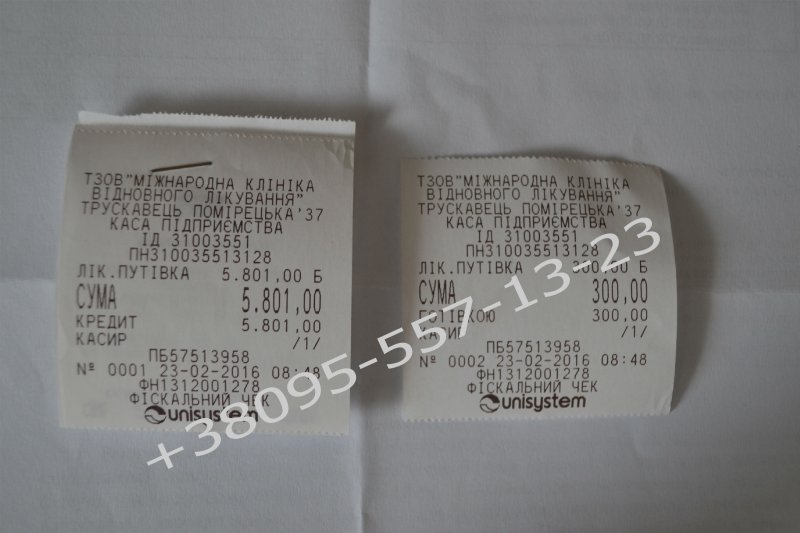 ТЗОВ"МІЖНАРОДНА КЛІНІКА
ВІДНОВНОГО ЛІКУВАННЯ"
ТРУСКАВЕЦЬ ПОМІРЕЦЬКА'37
КАСА ПІДПРИЄМСТВА
ІД 31003551
ПН310035513128
ЛІК.ПУТІВКА 5.801,00 Б
СУМА 5.801,00
КРЕДИТ 5.801,00
КАСИР /1/
ПБ57513958
№ 0001 23-02-2016 08:48
ФН1312001278
ФІСКАЛЬНИЙ ЧЕК
unisystem
ТЗОВ"МІЖНАРОДНА КЛІНІКА
ВІДНОВНОГО ЛІКУВАННЯ"
ТРУСКАВЕЦЬ ПОМІРЕЦЬКА'37
КАСА ПІДПРИЄМСТВА
ІД 31003551
ПН310035513128
ЛІК.ПУТІВКА 300,00 Б
СУМА 300,00
ГОТІВКОЮ 300,00
КАСИР /1/
ПБ57513958
№ 0002 23-02-2016 08:48
ФН1312001278
ФІСКАЛЬНИЙ ЧЕК
unisystem
+38095-557-13-23